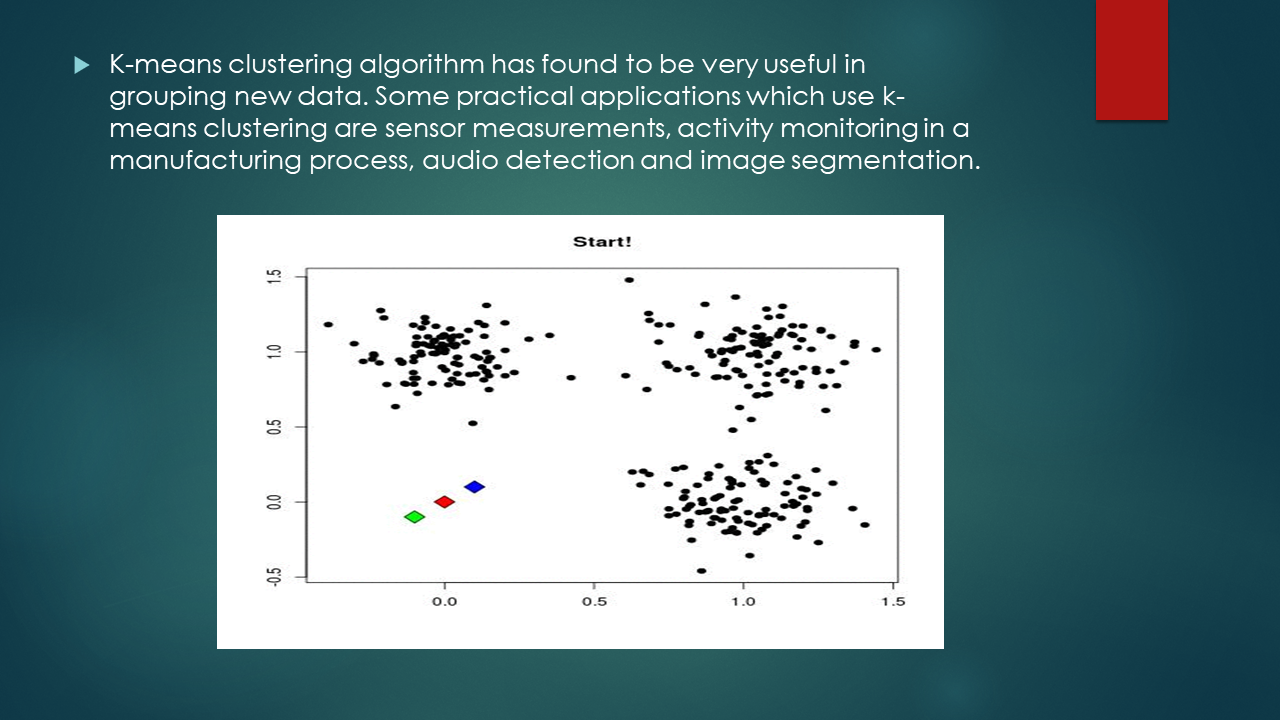 K-means clustering algorithm has found to be very useful in
grouping new data. Some practical applications which use k-
means clustering are sensor measurements, activity monitoring in a
manufacturing process, audio detection and image segmentation.
Start!
1.5
1.0
0.5
0.0
-0.5
0.0 0.5 1.0 1.5